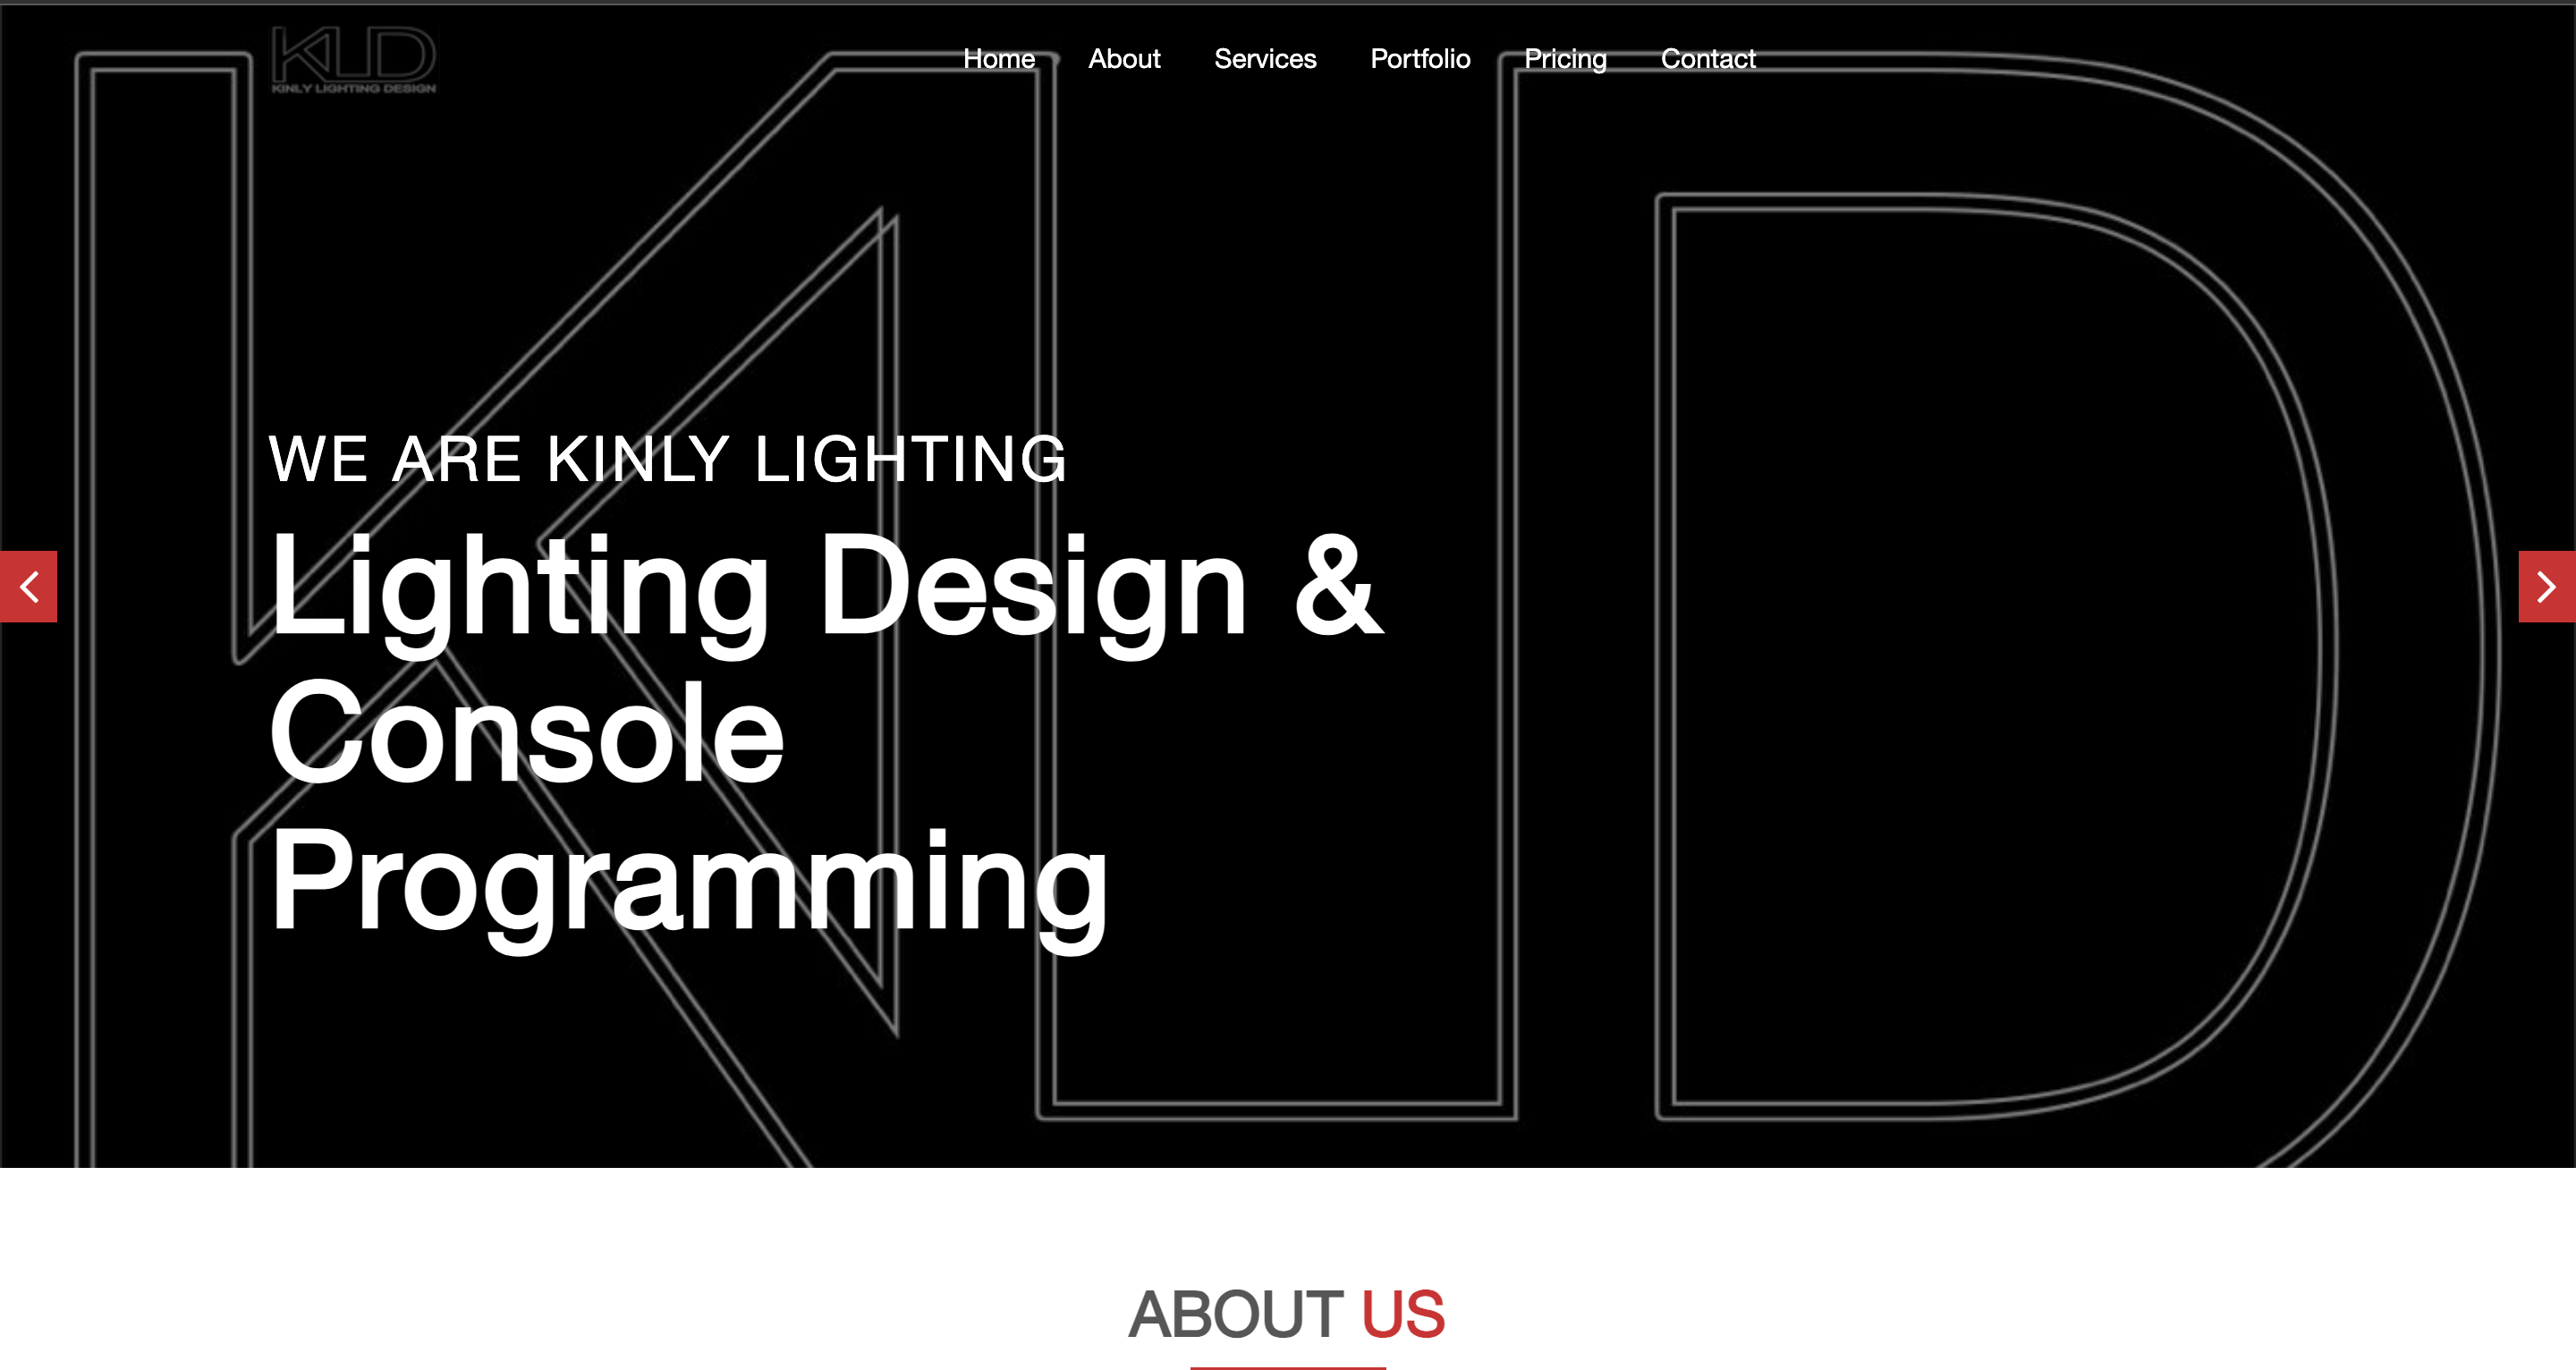 KLD
KINLY LIGHTING DESIGN
Home About Services Portfolio Pricing Contact
KLD
WE ARE KINLY LIGHTING
Lighting Design &
Console
Programming
ABOUT US